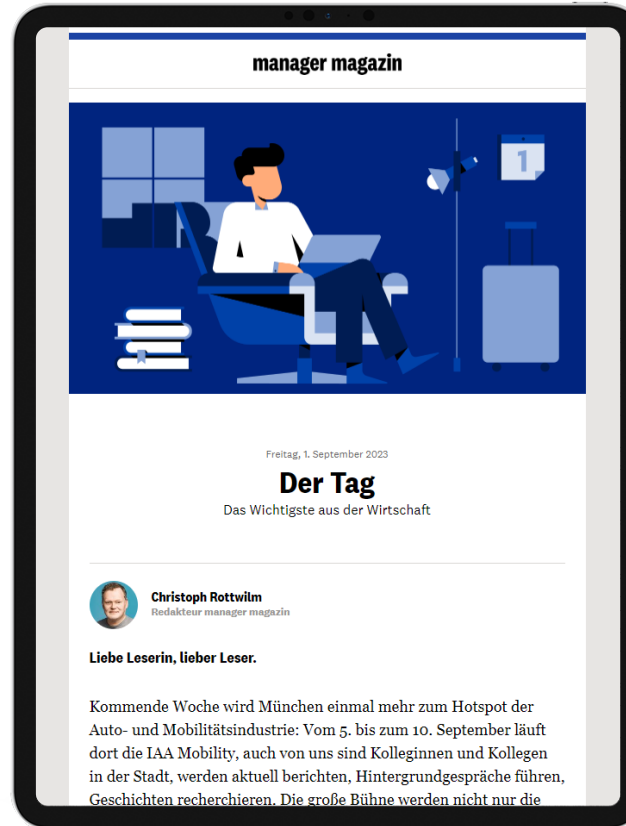 manager magazin
1
Freitag, 1. September 2023
Der Tag
Das Wichtigste aus der Wirtschaft
Christoph Rottwilm
Redakteur manager magazin
Liebe Leserin, lieber Leser.
Kommende Woche wird München einmal mehr zum Hotspot der
Auto- und Mobilitätsindustrie: Vom 5. bis zum 10. September läuft
dort die IAA Mobility, auch von uns sind Kolleginnen und Kollegen
in der Stadt, werden aktuell berichten, Hintergrundgespräche führen,
Geschichten recherchieren. Die große Bühne werden nicht nur die